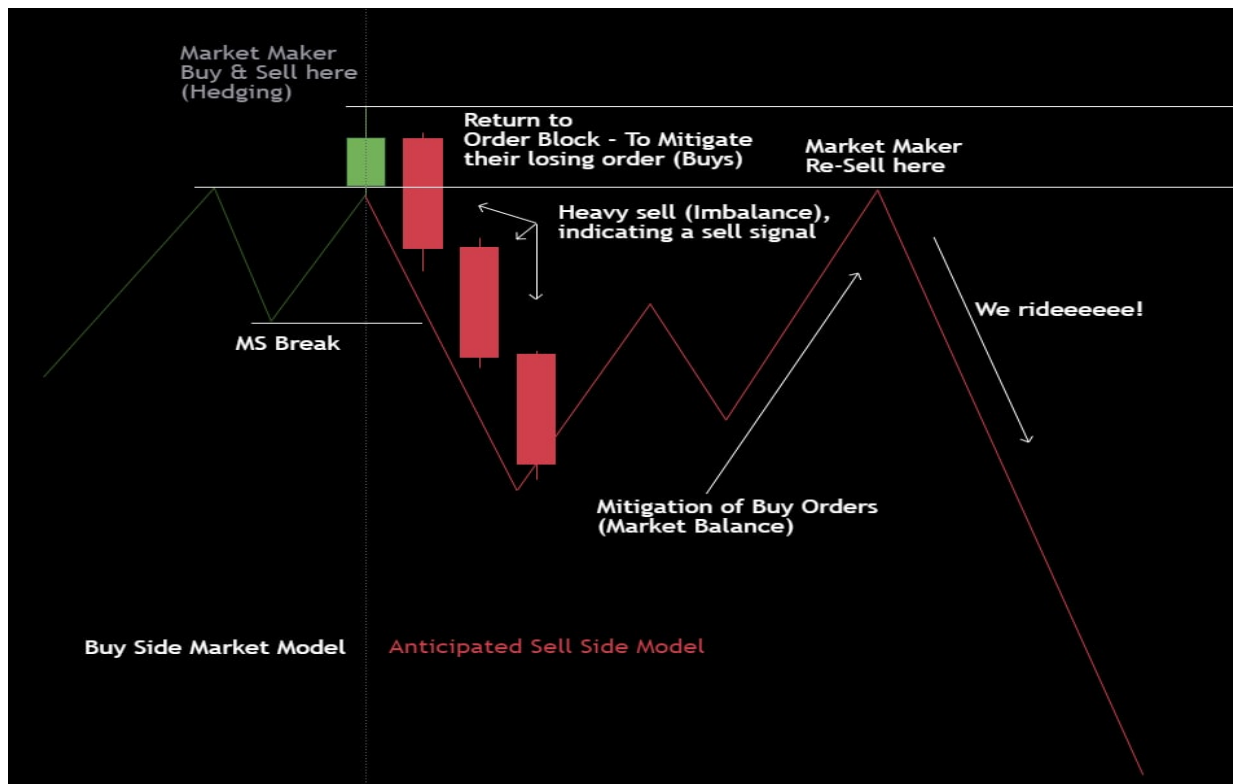 Market Maker
Buy & Sell here
(Hedging)
Return to
Order Block - To Mitigate
their losing order (Buys)
Market Maker
Re-Sell here
Heavy sell (Imbalance),
indicating a sell signal
We rideeeeee!
MS Break
Mitigation of Buy Orders
(Market Balance)
Buy Side Market Model
Anticipated Sell Side Model